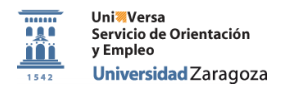 UniVersa
Servicio de Orientación
y Empleo
Universidad Zaragoza
1542